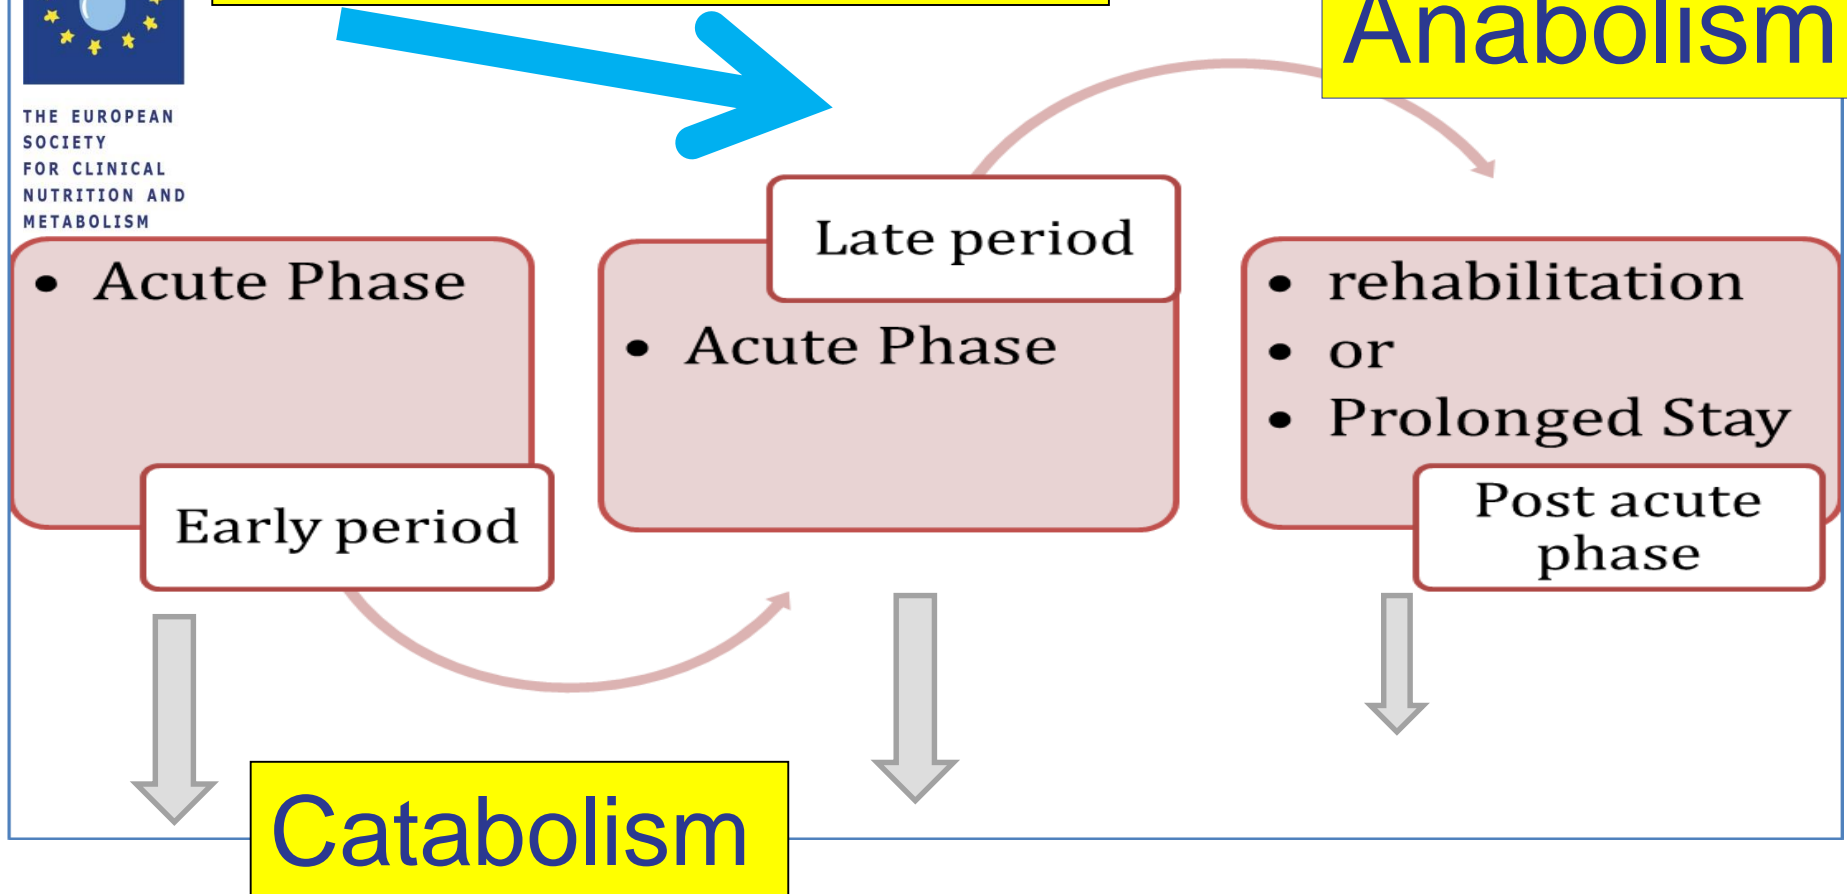 Anabolism
THE EUROPEAN
SOCIETY
FOR CLINICAL
NUTRITION AND
METABOLISM
• Acute Phase
Early period
Late period
• Acute Phase
• rehabilitation
• or
• Prolonged Stay
Post acute
phase
Catabolism